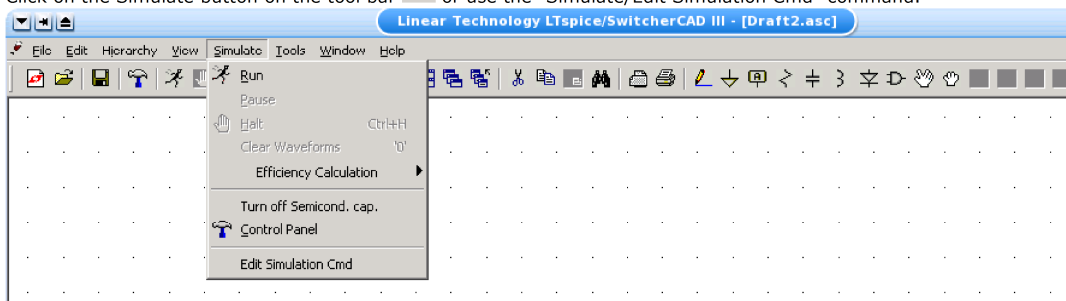 Click on the Simulate button on the tool bar or use the "Simulate/Edit Simulation Cmd" command.
Linear Technology LTspice/SwitcherCAD III - [Draft2.asc]
File Edit Hierarchy View Simulate Tools Window Help
Run
Pause
Halt Ctrl+H
Clear Waveforms '0'
Efficiency Calculation
Turn off Semicond. cap.
Control Panel
Edit Simulation Cmd